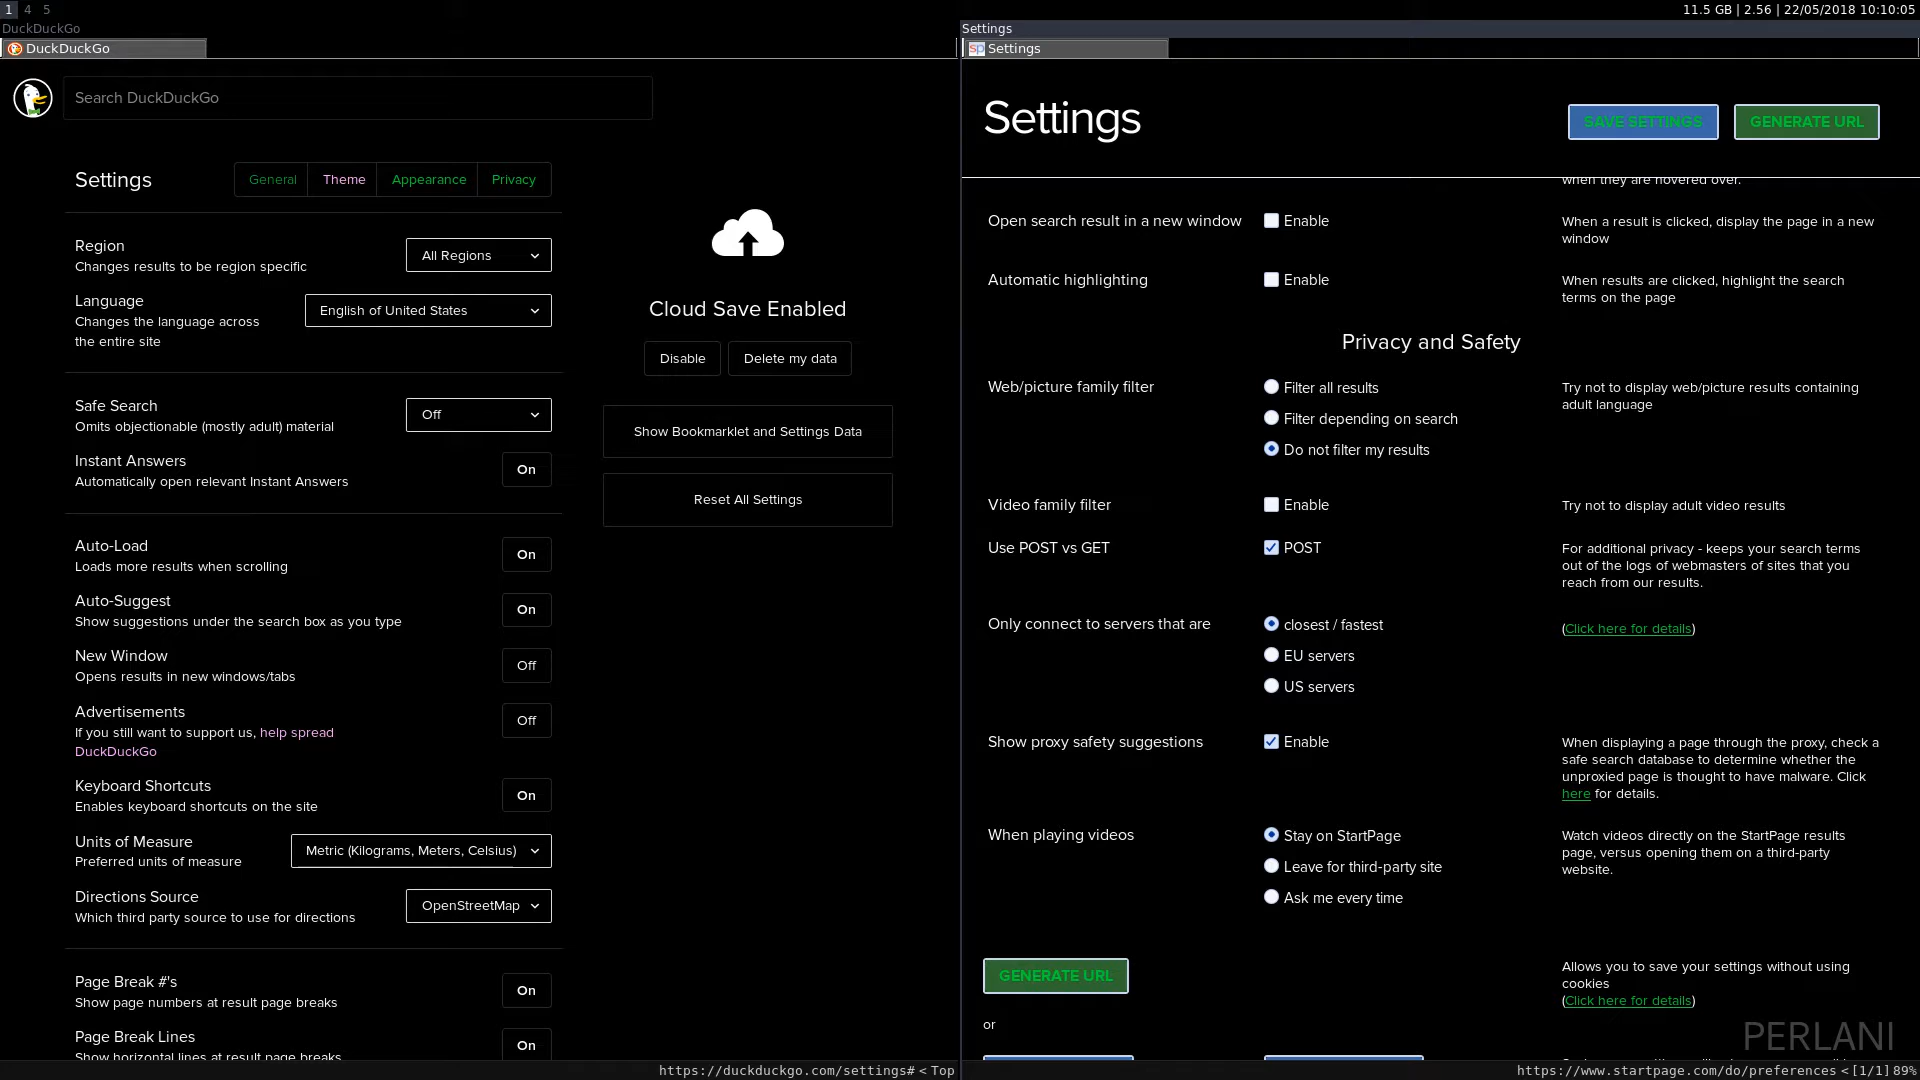 1 4 5
11.5 GB | 2.56 | 22/05/2018 10:10:05
DuckDuckGo
DuckDuckGo
Search DuckDuckGo
Settings
General Theme Appearance Privacy
Region
Changes results to be region specific
All Regions
Language
Changes the language across
the entire site
English of United States
Safe Search
Omits objectionable (mostly adult) material
Off
Instant Answers
Automatically open relevant Instant Answers
On
Auto-Load
Loads more results when scrolling
On
Auto-Suggest
Show suggestions under the search box as you type
On
New Window
Opens results in new windows/tabs
Off
Advertisements
If you still want to support us, help spread
DuckDuckGo
Off
Keyboard Shortcuts
Enables keyboard shortcuts on the site
On
Units of Measure
Preferred units of measure
Metric (Kilograms, Meters, Celsius)
Directions Source
Which third party source to use for directions
OpenStreetMap
Page Break #'s
Show page numbers at result page breaks
On
Page Break Lines
Show horizontal lines at result page breaks
On
Cloud Save Enabled
Disable Delete my data
Show Bookmarklet and Settings Data
Reset All Settings
https://duckduckgo.com/settings# < Top
Settings
sp Settings
Settings
SAVE SETTINGS GENERATE URL
when they are hovered over.
Open search result in a new window
Enable
When a result is clicked, display the page in a new
window
Automatic highlighting
Enable
When results are clicked, highlight the search
terms on the page
Privacy and Safety
Web/picture family filter
Filter all results
Filter depending on search
Do not filter my results
Try not to display web/picture results containing
adult language
Video family filter
Enable
Try not to display adult video results
Use POST vs GET
POST
For additional privacy - keeps your search terms
out of the logs of webmasters of sites that you
reach from our results.
Only connect to servers that are
closest / fastest
EU servers
US servers
(Click here for details)
Show proxy safety suggestions
Enable
When displaying a page through the proxy, check a
safe search database to determine whether the
unproxied page is thought to have malware. Click
here for details.
When playing videos
Stay on StartPage
Leave for third-party site
Ask me every time
Watch videos directly on the StartPage results
page, versus opening them on a third-party
website.
GENERATE URL
Allows you to save your settings without using
cookies
(Click here for details)
or
PERLANI
https://www.startpage.com/do/preferences < [1/1] 89%